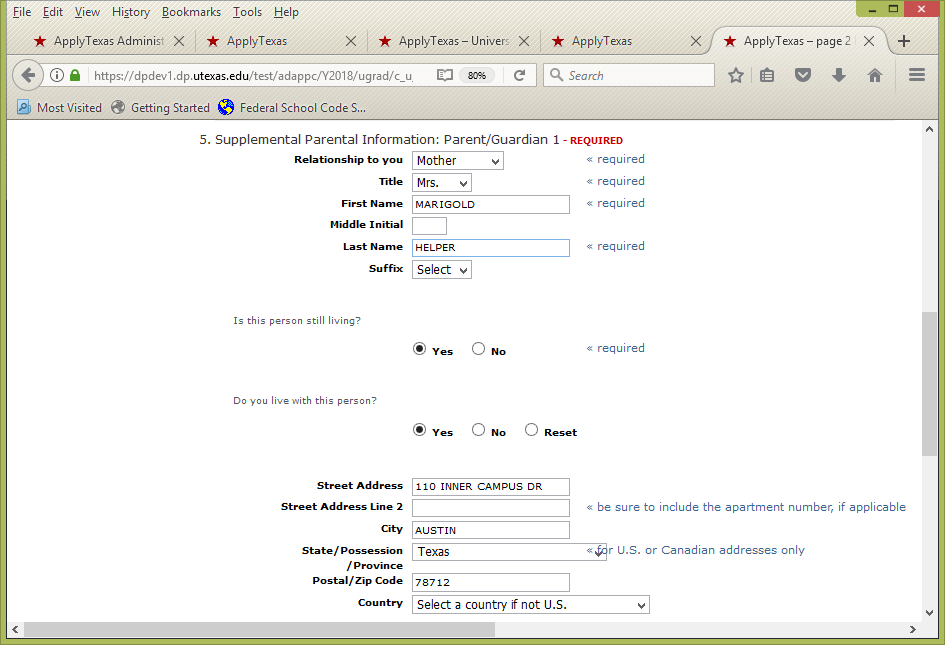 File Edit View History Bookmarks Tools Help
ApplyTexas Administ ApplyTexas ApplyTexas – Univers ApplyTexas ApplyTexas – page 2
https://dpdev1.dp.utexas.edu/test/adappc/Y2018/ugrad/c_u 80% Search
Most Visited Getting Started Federal School Code S...
5. Supplemental Parental Information: Parent/Guardian 1 - REQUIRED
Relationship to you Mother « required
Title Mrs. « required
First Name MARIGOLD « required
Middle Initial
Last Name HELPER « required
Suffix Select
Is this person still living?
Yes No « required
Do you live with this person?
Yes No Reset
Street Address 110 INNER CAMPUS DR
Street Address Line 2 « be sure to include the apartment number, if applicable
City AUSTIN
State/Possession Texas « for U.S. or Canadian addresses only
/Province
Postal/Zip Code 78712
Country Select a country if not U.S.